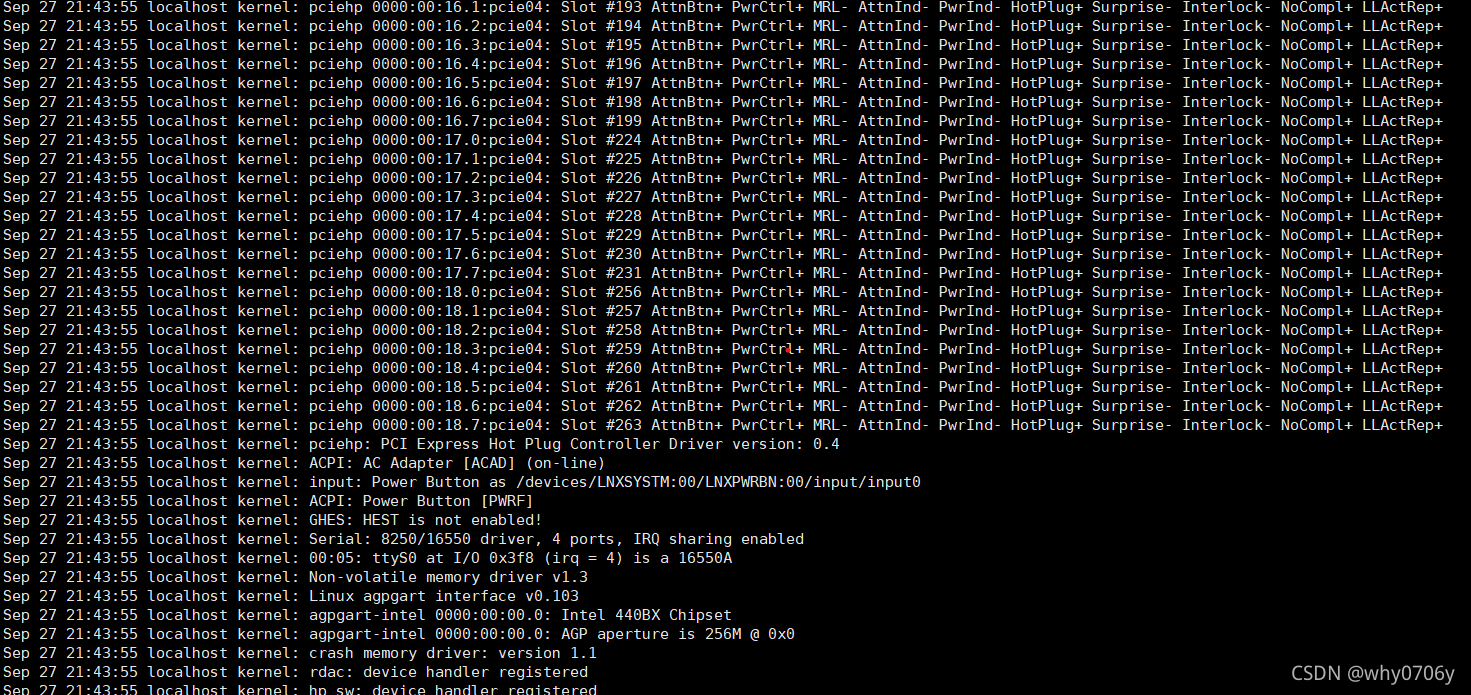 Sep 27 21:43:55 localhost kernel: pciehp 0000:00:16.1:pcie04: Slot #193 AttnBtn+ PwrCtrl+ MRL- AttnInd- PwrInd- HotPlug+ Surprise- Interlock- NoCompl+ LLActRep+
Sep 27 21:43:55 localhost kernel: pciehp 0000:00:16.2:pcie04: Slot #194 AttnBtn+ PwrCtrl+ MRL- AttnInd- PwrInd- HotPlug+ Surprise- Interlock- NoCompl+ LLActRep+
Sep 27 21:43:55 localhost kernel: pciehp 0000:00:16.3:pcie04: Slot #195 AttnBtn+ PwrCtrl+ MRL- AttnInd- PwrInd- HotPlug+ Surprise- Interlock- NoCompl+ LLActRep+
Sep 27 21:43:55 localhost kernel: pciehp 0000:00:16.4:pcie04: Slot #196 AttnBtn+ PwrCtrl+ MRL- AttnInd- PwrInd- HotPlug+ Surprise- Interlock- NoCompl+ LLActRep+
Sep 27 21:43:55 localhost kernel: pciehp 0000:00:16.5:pcie04: Slot #197 AttnBtn+ PwrCtrl+ MRL- AttnInd- PwrInd- HotPlug+ Surprise- Interlock- NoCompl+ LLActRep+
Sep 27 21:43:55 localhost kernel: pciehp 0000:00:16.6:pcie04: Slot #198 AttnBtn+ PwrCtrl+ MRL- AttnInd- PwrInd- HotPlug+ Surprise- Interlock- NoCompl+ LLActRep+
Sep 27 21:43:55 localhost kernel: pciehp 0000:00:16.7:pcie04: Slot #199 AttnBtn+ PwrCtrl+ MRL- AttnInd- PwrInd- HotPlug+ Surprise- Interlock- NoCompl+ LLActRep+
Sep 27 21:43:55 localhost kernel: pciehp 0000:00:17.0:pcie04: Slot #224 AttnBtn+ PwrCtrl+ MRL- AttnInd- PwrInd- HotPlug+ Surprise- Interlock- NoCompl+ LLActRep+
Sep 27 21:43:55 localhost kernel: pciehp 0000:00:17.1:pcie04: Slot #225 AttnBtn+ PwrCtrl+ MRL- AttnInd- PwrInd- HotPlug+ Surprise- Interlock- NoCompl+ LLActRep+
Sep 27 21:43:55 localhost kernel: pciehp 0000:00:17.2:pcie04: Slot #226 AttnBtn+ PwrCtrl+ MRL- AttnInd- PwrInd- HotPlug+ Surprise- Interlock- NoCompl+ LLActRep+
Sep 27 21:43:55 localhost kernel: pciehp 0000:00:17.3:pcie04: Slot #227 AttnBtn+ PwrCtrl+ MRL- AttnInd- PwrInd- HotPlug+ Surprise- Interlock- NoCompl+ LLActRep+
Sep 27 21:43:55 localhost kernel: pciehp 0000:00:17.4:pcie04: Slot #228 AttnBtn+ PwrCtrl+ MRL- AttnInd- PwrInd- HotPlug+ Surprise- Interlock- NoCompl+ LLActRep+
Sep 27 21:43:55 localhost kernel: pciehp 0000:00:17.5:pcie04: Slot #229 AttnBtn+ PwrCtrl+ MRL- AttnInd- PwrInd- HotPlug+ Surprise- Interlock- NoCompl+ LLActRep+
Sep 27 21:43:55 localhost kernel: pciehp 0000:00:17.6:pcie04: Slot #230 AttnBtn+ PwrCtrl+ MRL- AttnInd- PwrInd- HotPlug+ Surprise- Interlock- NoCompl+ LLActRep+
Sep 27 21:43:55 localhost kernel: pciehp 0000:00:17.7:pcie04: Slot #231 AttnBtn+ PwrCtrl+ MRL- AttnInd- PwrInd- HotPlug+ Surprise- Interlock- NoCompl+ LLActRep+
Sep 27 21:43:55 localhost kernel: pciehp 0000:00:18.0:pcie04: Slot #256 AttnBtn+ PwrCtrl+ MRL- AttnInd- PwrInd- HotPlug+ Surprise- Interlock- NoCompl+ LLActRep+
Sep 27 21:43:55 localhost kernel: pciehp 0000:00:18.1:pcie04: Slot #257 AttnBtn+ PwrCtrl+ MRL- AttnInd- PwrInd- HotPlug+ Surprise- Interlock- NoCompl+ LLActRep+
Sep 27 21:43:55 localhost kernel: pciehp 0000:00:18.2:pcie04: Slot #258 AttnBtn+ PwrCtrl+ MRL- AttnInd- PwrInd- HotPlug+ Surprise- Interlock- NoCompl+ LLActRep+
Sep 27 21:43:55 localhost kernel: pciehp 0000:00:18.3:pcie04: Slot #259 AttnBtn+ PwrCtrl+ MRL- AttnInd- PwrInd- HotPlug+ Surprise- Interlock- NoCompl+ LLActRep+
Sep 27 21:43:55 localhost kernel: pciehp 0000:00:18.4:pcie04: Slot #260 AttnBtn+ PwrCtrl+ MRL- AttnInd- PwrInd- HotPlug+ Surprise- Interlock- NoCompl+ LLActRep+
Sep 27 21:43:55 localhost kernel: pciehp 0000:00:18.5:pcie04: Slot #261 AttnBtn+ PwrCtrl+ MRL- AttnInd- PwrInd- HotPlug+ Surprise- Interlock- NoCompl+ LLActRep+
Sep 27 21:43:55 localhost kernel: pciehp 0000:00:18.6:pcie04: Slot #262 AttnBtn+ PwrCtrl+ MRL- AttnInd- PwrInd- HotPlug+ Surprise- Interlock- NoCompl+ LLActRep+
Sep 27 21:43:55 localhost kernel: pciehp 0000:00:18.7:pcie04: Slot #263 AttnBtn+ PwrCtrl+ MRL- AttnInd- PwrInd- HotPlug+ Surprise- Interlock- NoCompl+ LLActRep+
Sep 27 21:43:55 localhost kernel: pciehp: PCI Express Hot Plug Controller Driver version: 0.4
Sep 27 21:43:55 localhost kernel: ACPI: AC Adapter [ACAD] (on-line)
Sep 27 21:43:55 localhost kernel: input: Power Button as /devices/LNXSYSTM:00/LNXPWRBN:00/input/input0
Sep 27 21:43:55 localhost kernel: ACPI: Power Button [PWRF]
Sep 27 21:43:55 localhost kernel: GHES: HEST is not enabled!
Sep 27 21:43:55 localhost kernel: Serial: 8250/16550 driver, 4 ports, IRQ sharing enabled
Sep 27 21:43:55 localhost kernel: 00:05: ttyS0 at I/O 0x3f8 (irq = 4) is a 16550A
Sep 27 21:43:55 localhost kernel: Non-volatile memory driver v1.3
Sep 27 21:43:55 localhost kernel: Linux agpgart interface v0.103
Sep 27 21:43:55 localhost kernel: agpgart-intel 0000:00:00.0: Intel 440BX Chipset
Sep 27 21:43:55 localhost kernel: agpgart-intel 0000:00:00.0: AGP aperture is 256M @ 0x0
Sep 27 21:43:55 localhost kernel: crash memory driver: version 1.1
Sep 27 21:43:55 localhost kernel: rdac: device handler registered
Sep 27 21:43:55 localhost kernel: hp_sw: device handler registered
CSDN @why0706y